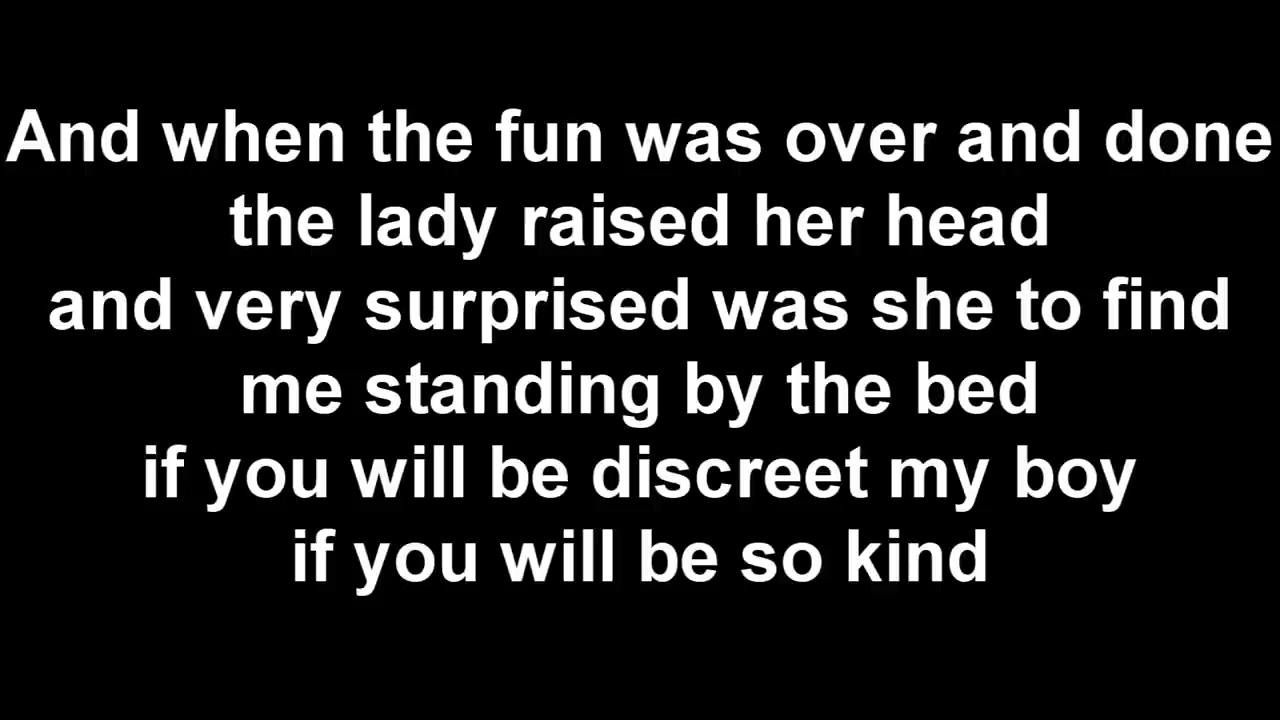 And when the fun was over and done
the lady raised her head
and very surprised was she to find
me standing by the bed
if you will be discreet my boy
if you will be so kind